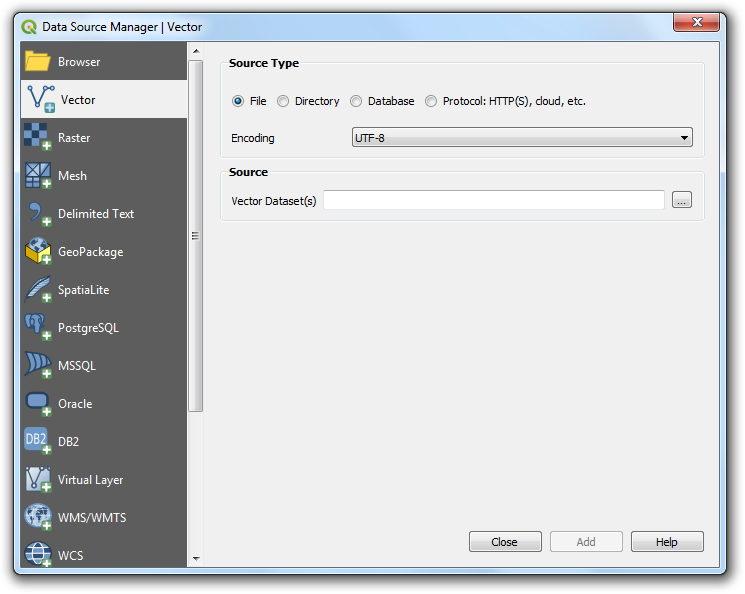 Data Source Manager | Vector
Browser
Vector
Raster
Mesh
Delimited Text
GeoPackage
SpatiaLite
PostgreSQL
MSSQL
Oracle
DB2
DB2
Virtual Layer
WMS/WMTS
WCS
Source Type
File Directory Database Protocol: HTTP(S), cloud, etc.
Encoding UTF-8
Source
Vector Dataset(s) ...
Close Add Help